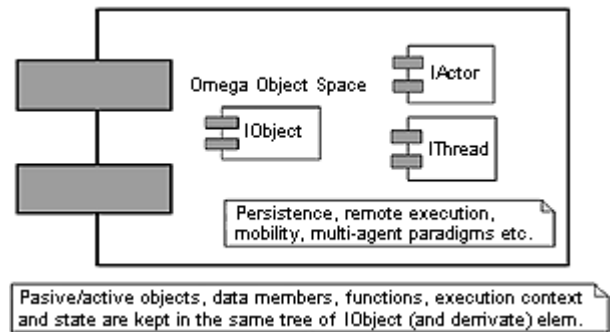 Omega Object Space
IActor
IObject
IThread
Persistence, remote execution,
mobility, multi-agent paradigms etc.
Pasive/active objects, data members, functions, execution context
and state are kept in the same tree of IObject (and derrivate) elem.